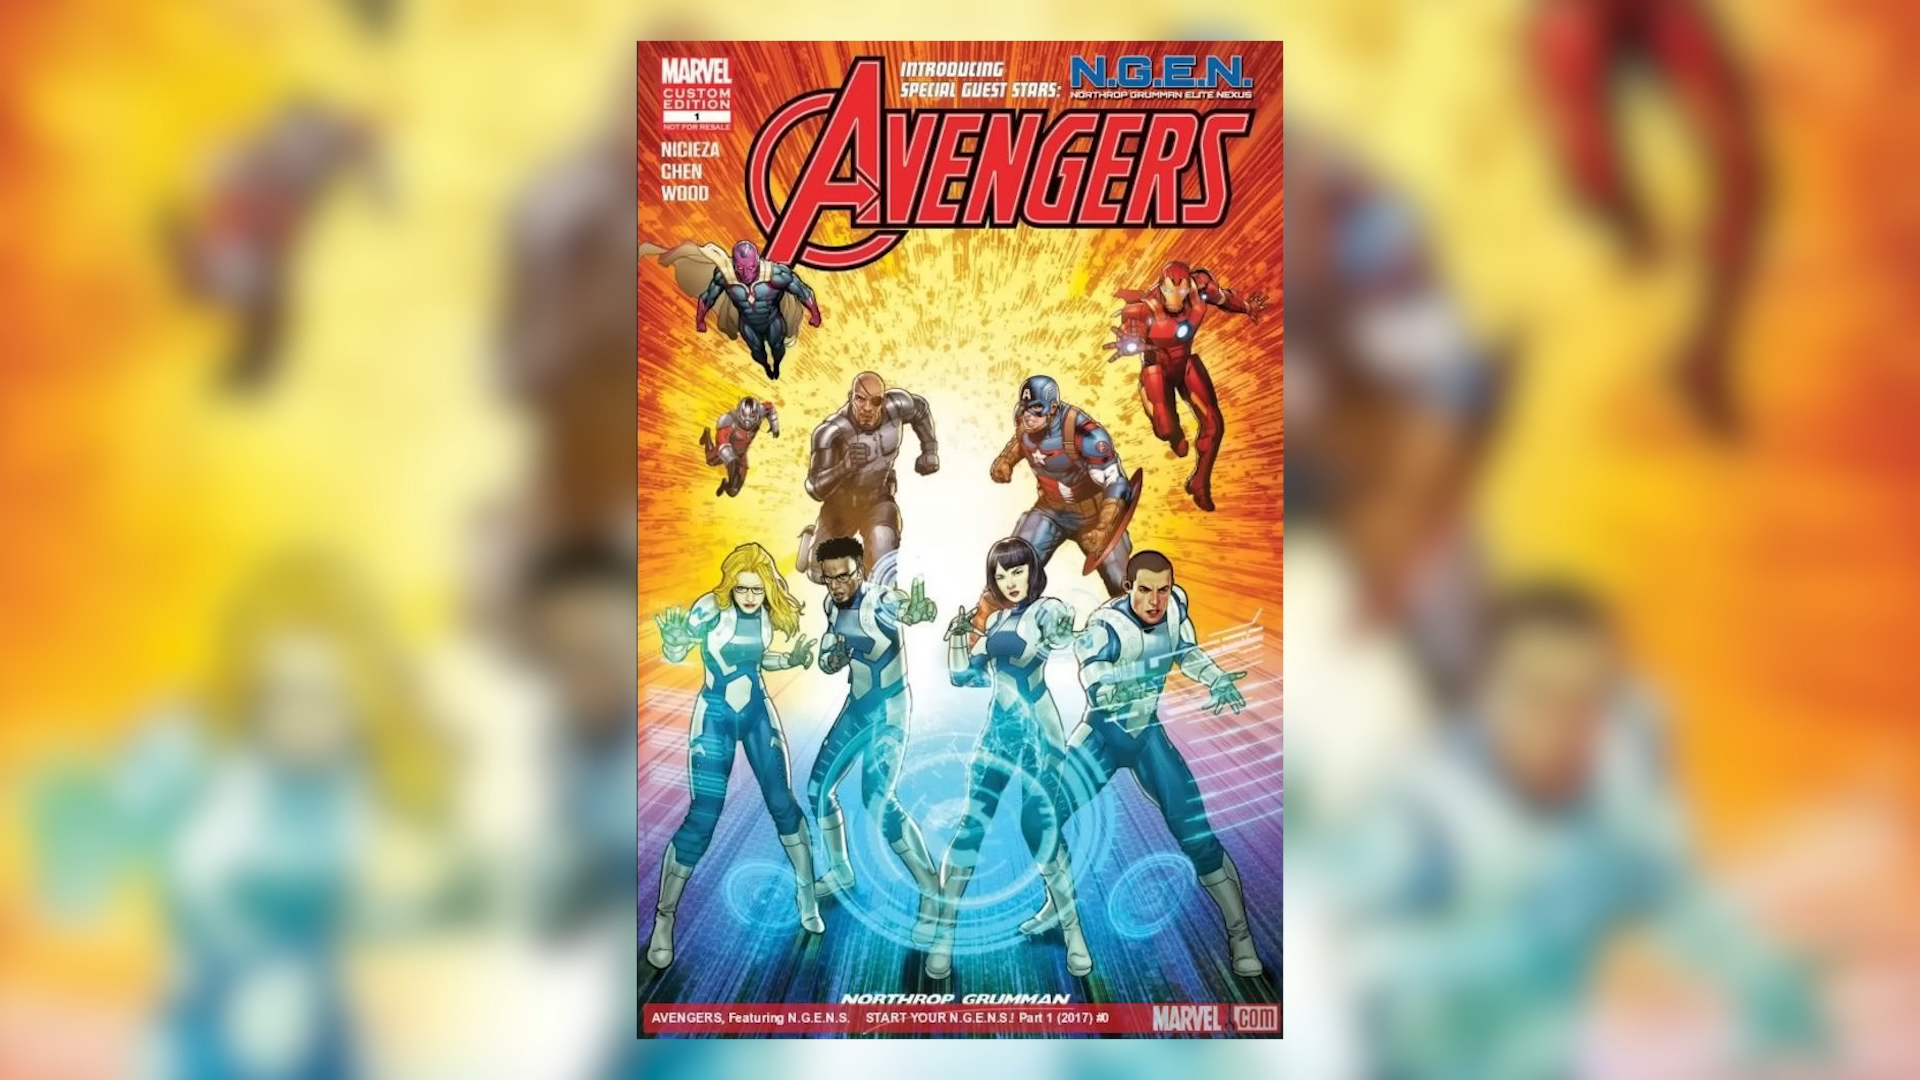 MARVEL
CUSTOM
EDITION
1
NOT FOR RESALE
NICIEZA
CHEN
WOOD
INTRODUCING
SPECIAL GUEST STARS:
N.G.E.N.
NORTHROP GRUMMAN ELITE NEXUS
AVENGERS
A
NORTHROP GRUMMAN
AVENGERS, Featuring N.G.E.N.S. START YOUR N.G.E.N.S.! Part 1 (2017) #0
MARVEL.com